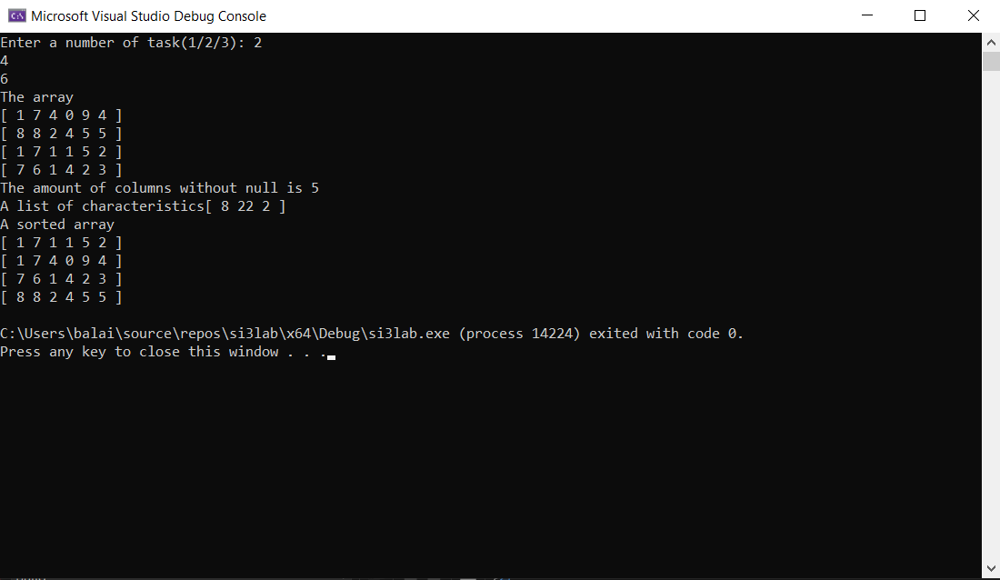 Microsoft Visual Studio Debug Console
Enter a number of task(1/2/3): 2
4
6
The array
[ 1 7 4 0 9 4 ]
[ 8 8 2 4 5 5 ]
[ 1 7 1 1 5 2 ]
[ 7 6 1 4 2 3 ]
The amount of columns without null is 5
A list of characteristics[ 8 22 2 ]
A sorted array
[ 1 7 1 1 5 2 ]
[ 1 7 4 0 9 4 ]
[ 7 6 1 4 2 3 ]
[ 8 8 2 4 5 5 ]
C:\Users\balai\source\repos\si3lab\x64\Debug\si3lab.exe (process 14224) exited with code 0.
Press any key to close this window . . .